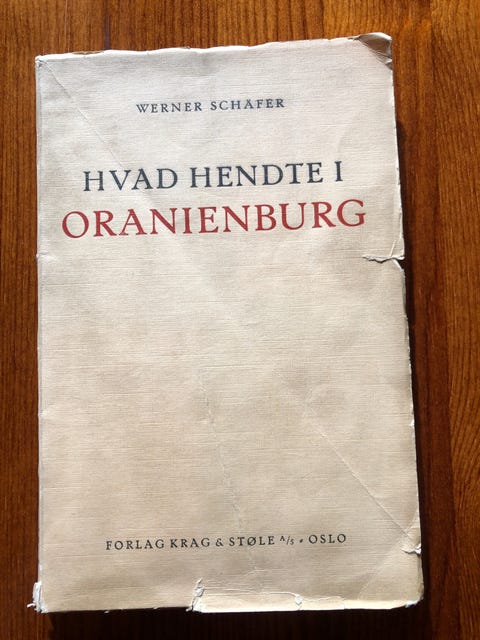 WERNER SCHÄFER
HVAD HENDTE I
ORANIENBURG
FORLAG KRAG & STØLE A/S • OSLO